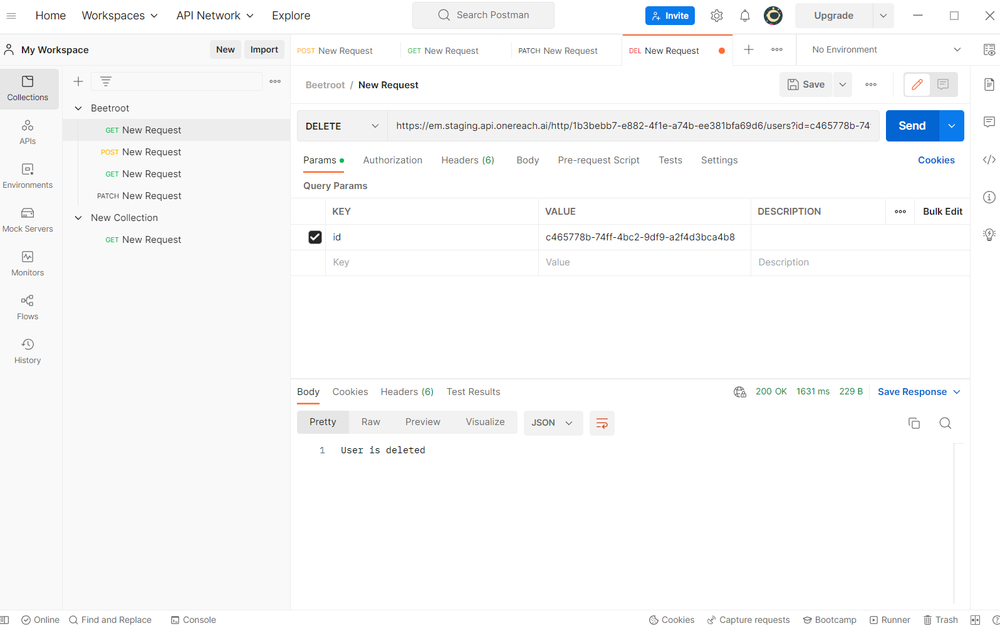 Home Workspaces API Network Explore Search Postman Invite Upgrade
My Workspace New Import POST New Request GET New Request PATCH New Request DEL New Request No Environment
Collections
APIs
Environments
Mock Servers
Monitors
Flows
History
Beetroot
GET New Request
POST New Request
GET New Request
PATCH New Request
New Collection
GET New Request
Beetroot / New Request Save
DELETE https://em.staging.api.onereach.ai/http/1b3bebb7-e882-4f1e-a74b-ee381bfa69d6/users?id=c465778b-74f Send
Params Authorization Headers (6) Body Pre-request Script Tests Settings Cookies
Query Params
KEY VALUE DESCRIPTION Bulk Edit
id c465778b-74ff-4bc2-9df9-a2f4d3bca4b8
Key Value Description
Body Cookies Headers (6) Test Results 200 OK 1631 ms 229 B Save Response
Pretty Raw Preview Visualize JSON
1 User is deleted
Online Find and Replace Console Cookies Capture requests Bootcamp Runner Trash